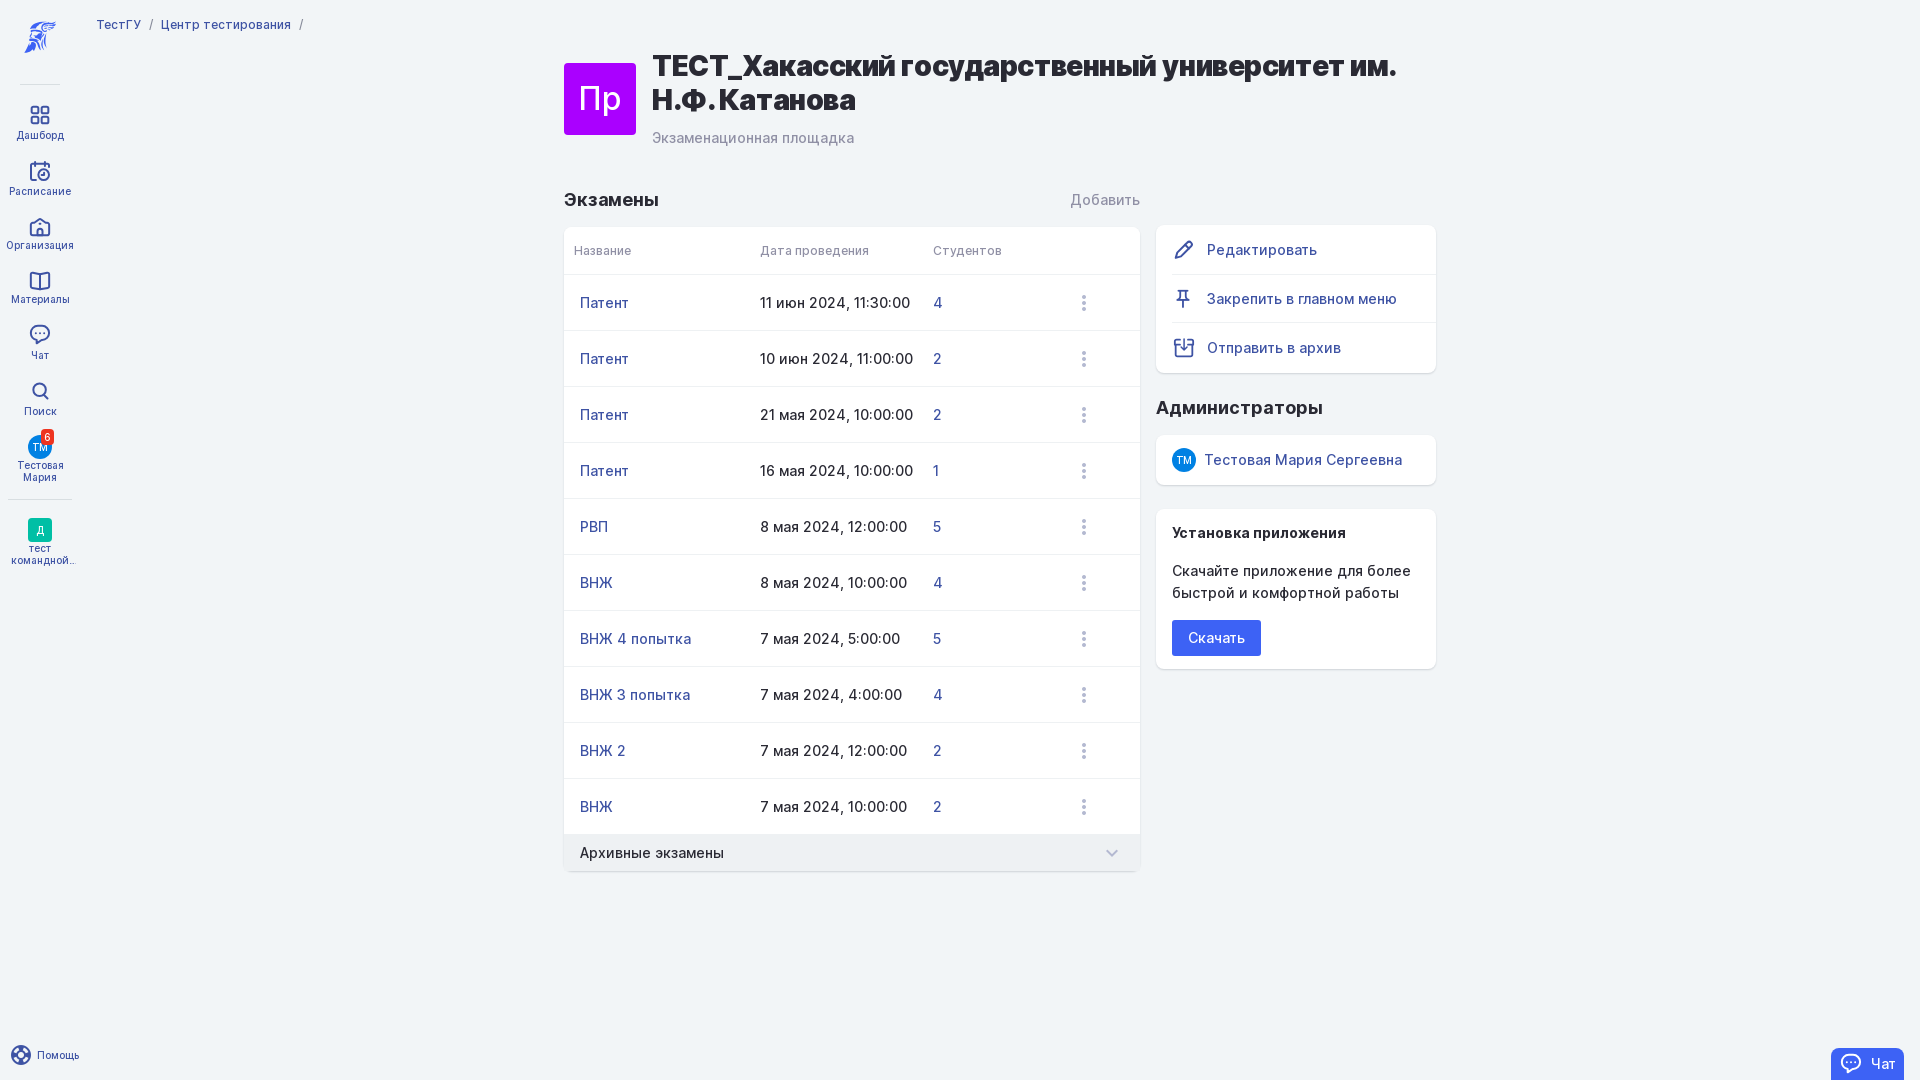 ТестГУ / Центр тестирования /
Дашборд
Расписание
Организация
Материалы
Чат
Поиск
ТМ
6
Тестовая
Мария
Д
тест
командной...
Помощь
Пр
ТЕСТ_Хакасский государственный университет им.
Н.Ф. Катанова
Экзаменационная площадка
Экзамены
Добавить
Название Дата проведения Студентов
Патент 11 июн 2024, 11:30:00 4
Патент 10 июн 2024, 11:00:00 2
Патент 21 мая 2024, 10:00:00 2
Патент 16 мая 2024, 10:00:00 1
РВП 8 мая 2024, 12:00:00 5
ВНЖ 8 мая 2024, 10:00:00 4
ВНЖ 4 попытка 7 мая 2024, 5:00:00 5
ВНЖ 3 попытка 7 мая 2024, 4:00:00 4
ВНЖ 2 7 мая 2024, 12:00:00 2
ВНЖ 7 мая 2024, 10:00:00 2
Архивные экзамены
Редактировать
Закрепить в главном меню
Отправить в архив
Администраторы
ТМ Тестовая Мария Сергеевна
Установка приложения
Скачайте приложение для более
быстрой и комфортной работы
Скачать
Чат